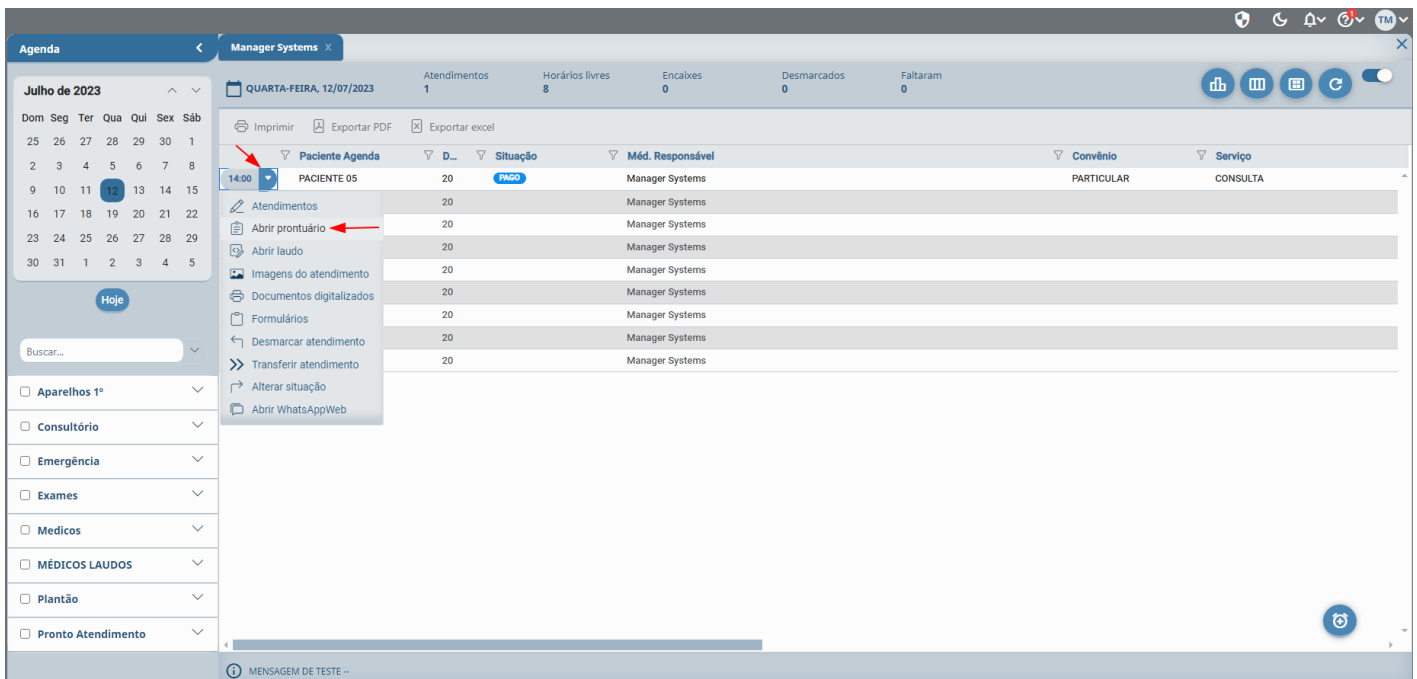 TM
Agenda
Manager Systems X
Julho de 2023
Dom Seg Ter Qua Qui Sex Sáb
25 26 27 28 29 30 1
2 3 4 5 6 7 8
9 10 11 12 13 14 15
16 17 18 19 20 21 22
23 24 25 26 27 28 29
30 31 1 2 3 4 5
Hoje
Buscar...
Aparelhos 1º
Consultório
Emergência
Exames
Medicos
MÉDICOS LAUDOS
Plantão
Pronto Atendimento
QUARTA-FEIRA, 12/07/2023
Atendimentos Horários livres Encaixes Desmarcados Faltaram
1 8 0 0 0
Imprimir Exportar PDF Exportar excel
Paciente Agenda D... Situação Méd. Responsável Convênio Serviço
14:00 PACIENTE 05 20 PAGO Manager Systems PARTICULAR CONSULTA
20 Manager Systems
20 Manager Systems
20 Manager Systems
20 Manager Systems
20 Manager Systems
20 Manager Systems
20 Manager Systems
20 Manager Systems
Atendimentos
Abrir prontuário
Abrir laudo
Imagens do atendimento
Documentos digitalizados
Formulários
Desmarcar atendimento
Transferir atendimento
Alterar situação
Abrir WhatsAppWeb
MENSAGEM DE TESTE --